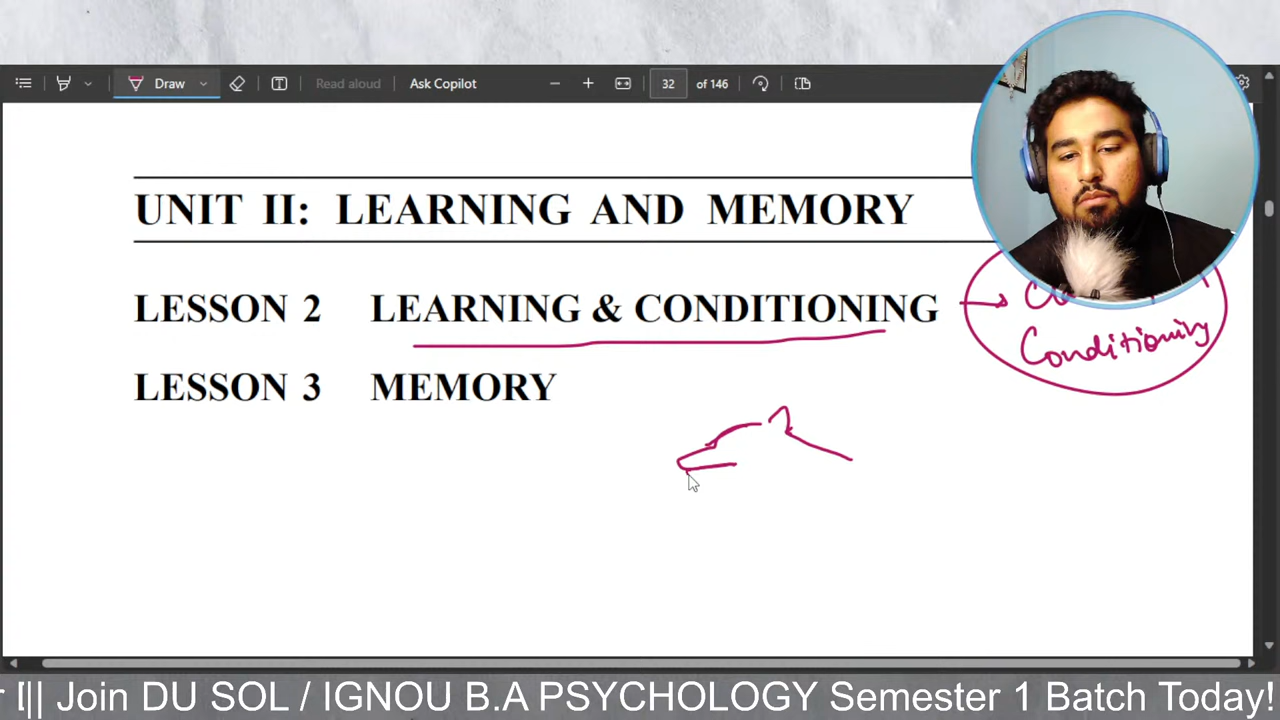 Draw
Read aloud
Ask Copilot
32
of 146
UNIT II: LEARNING AND MEMORY
LESSON 2 LEARNING & CONDITIONING
Conditioning
LESSON 3 MEMORY
|| Join DU SOL / IGNOU B.A PSYCHOLOGY Semester 1 Batch Today!